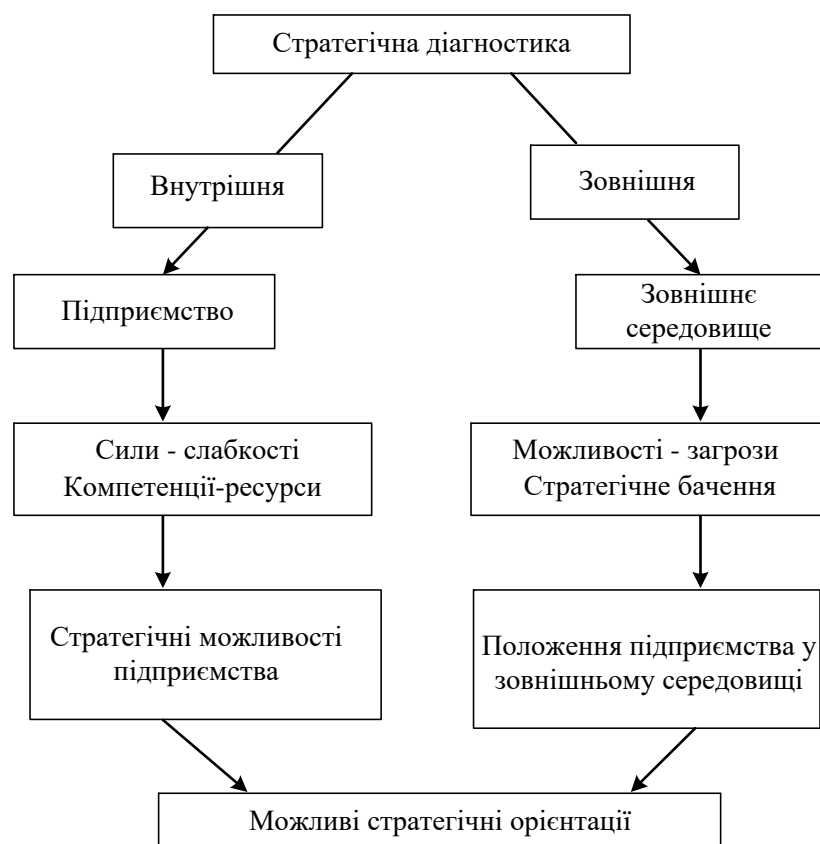 Стратегічна діагностика
Внутрішня
Зовнішня
Підприємство
Зовнішнє
середовище
Сили - слабкості
Компетенції-ресурси
Можливості - загрози
Стратегічне бачення
Стратегічні можливості
підприємства
Положення підприємства у
зовнішньому середовищі
Можливі стратегічні орієнтації